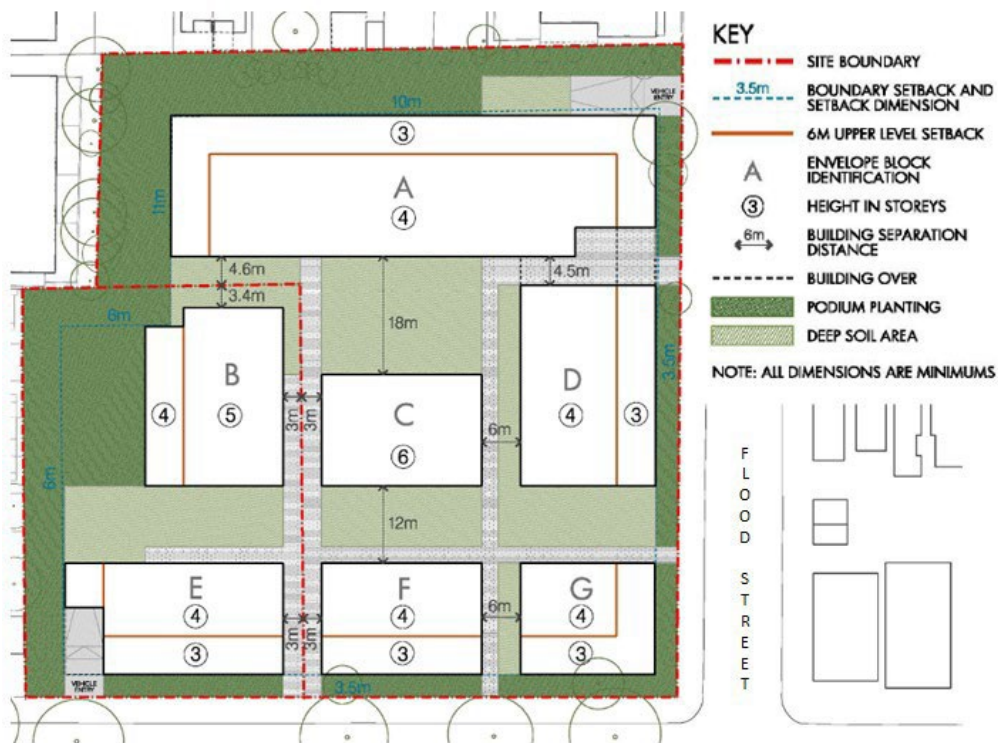 VEHICLE
ENTRY
10m
3
A
4
11m
4.6m
3.4m
4.5m
6m
18m
B
4
5
3m
3m
C
6
6m
D
4
3
3.5m
6m
12m
E
4
3
3m
3m
F
4
3
6m
G
4
3
VEHICLE
ENTRY
3.5m
KEY
SITE BOUNDARY
3.5m
BOUNDARY SETBACK AND
SETBACK DIMENSION
6M UPPER LEVEL SETBACK
A
ENVELOPE BLOCK
IDENTIFICATION
3
HEIGHT IN STOREYS
6m
BUILDING SEPARATION
DISTANCE
BUILDING OVER
PODIUM PLANTING
DEEP SOIL AREA
NOTE: ALL DIMENSIONS ARE MINIMUMS
FLOOD STREET